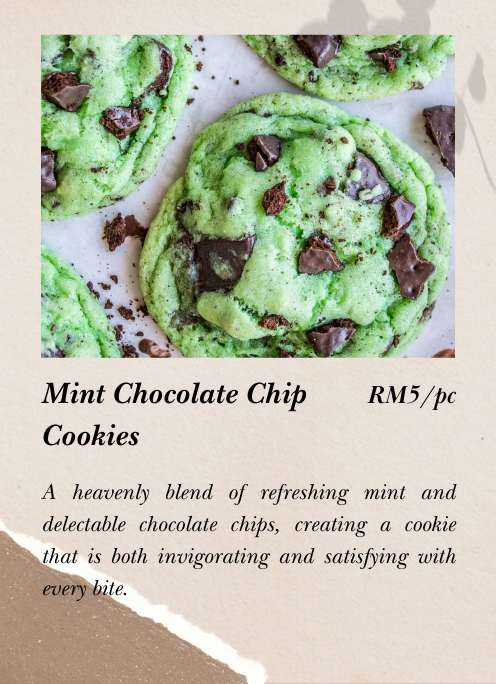 Mint Chocolate Chip RM5/pc
Cookies
A heavenly blend of refreshing mint and
delectable chocolate chips, creating a cookie
that is both invigorating and satisfying with
every bite.